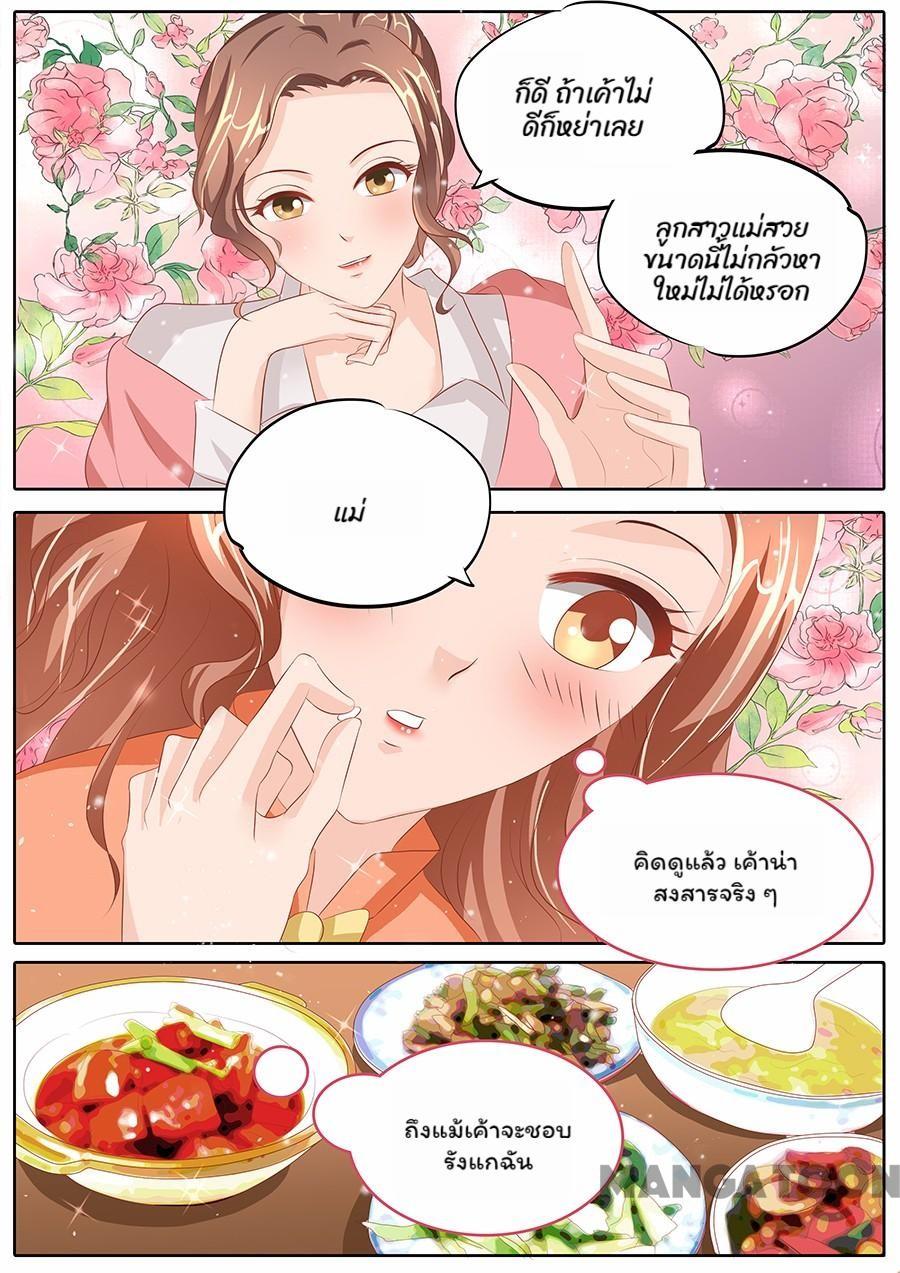 ก็ดี ถ้าเค้าไม่
ดีก็หย่าเลย
ลูกสาวแม่สวย
ขนาดนี้ไม่กลัวหา
ใหม่ไม่ได้หรอก
แม่
คิดดูแล้ว เค้าน่า
สงสารจริง ๆ
ถึงแม้เค้าจะชอบ
รังแกฉัน
MANGATOON